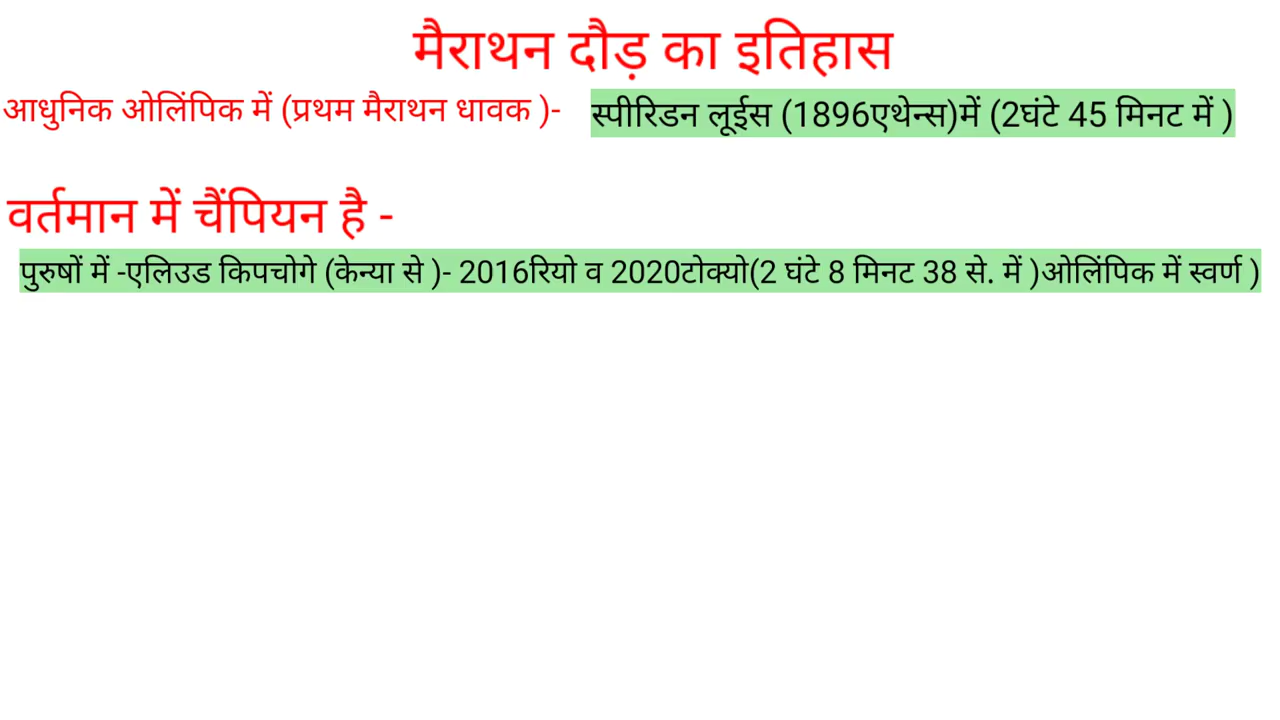 मैराथन दौड़ का इतिहास
आधुनिक ओलिंपिक में (प्रथम मैराथन धावक )- स्पीरिडन लूईस (1896एथेन्स)में (2घंटे 45 मिनट में )
वर्तमान में चैंपियन है -
पुरुषों में -एलिउड किपचोगे (केन्या से )- 2016रियो व 2020टोक्यो(2 घंटे 8 मिनट 38 से. में )ओलिंपिक में स्वर्ण )